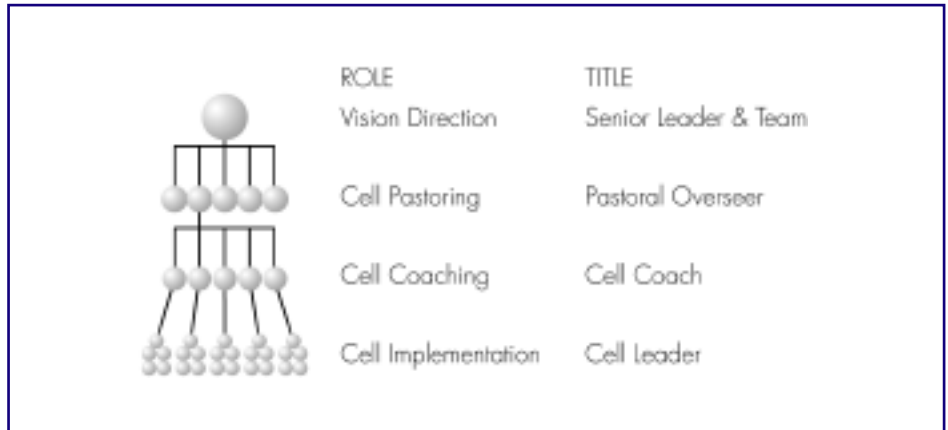 ROLE TITLE
Vision Direction Senior Leader & Team
Cell Pastoring Pastoral Overseer
Cell Coaching Cell Coach
Cell Implementation Cell Leader